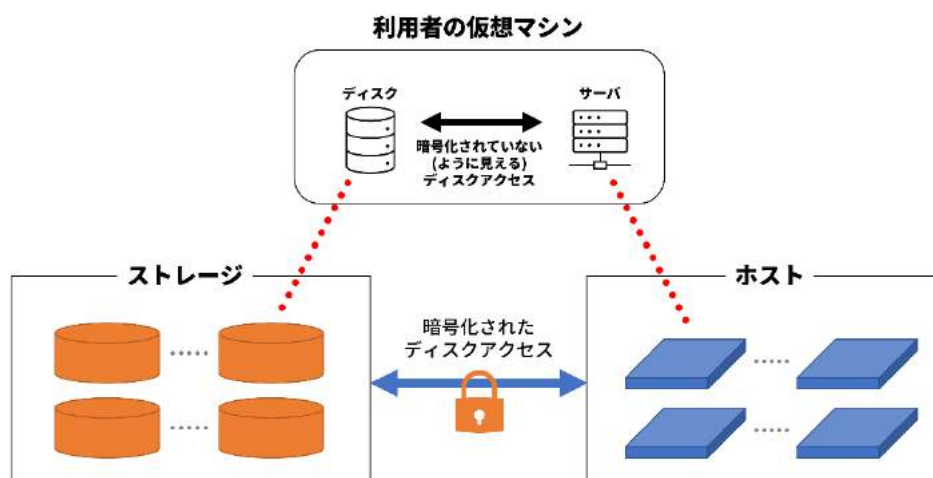 利用者の仮想マシン
ディスク
サーバ
暗号化されていない
(ように見える)
ディスクアクセス
ストレージ
ホスト
暗号化された
ディスクアクセス